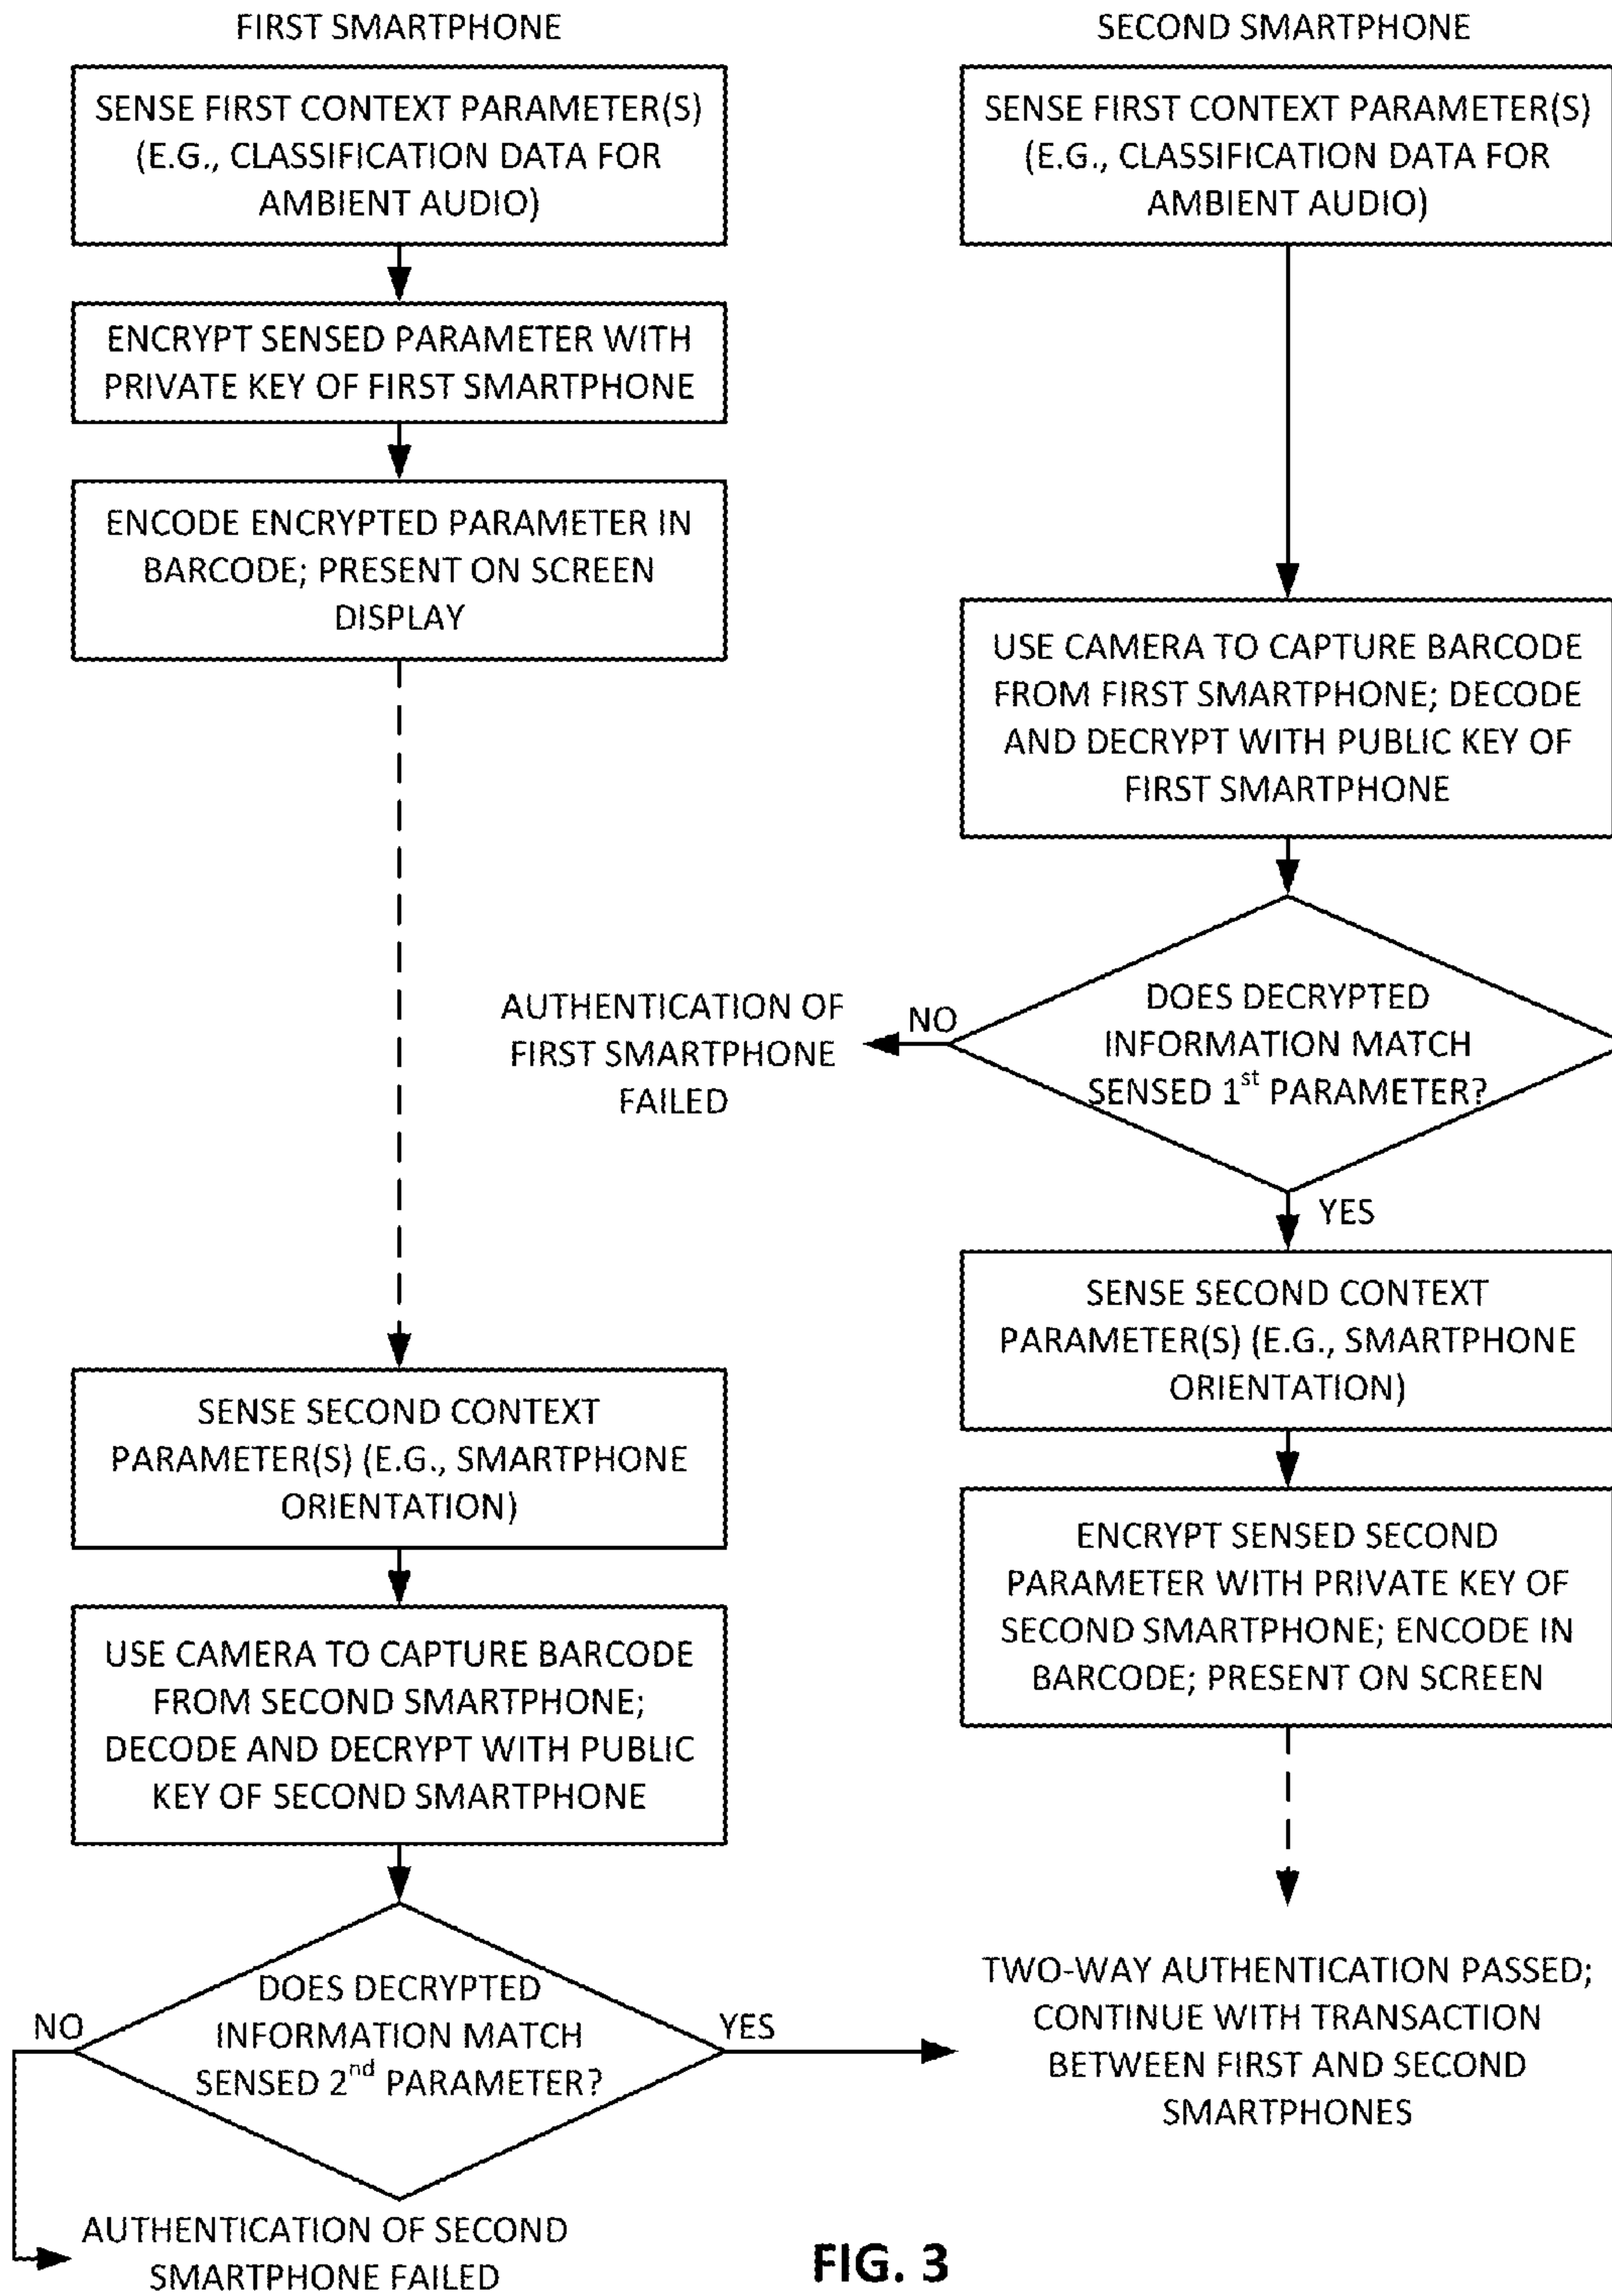 FIRST SMARTPHONE
SENSE FIRST CONTEXT PARAMETER(S)
(E.G., CLASSIFICATION DATA FOR
AMBIENT AUDIO)
ENCRYPT SENSED PARAMETER WITH
PRIVATE KEY OF FIRST SMARTPHONE
ENCODE ENCRYPTED PARAMETER IN
BARCODE; PRESENT ON SCREEN
DISPLAY
SENSE SECOND CONTEXT
PARAMETER(S) (E.G., SMARTPHONE
ORIENTATION)
USE CAMERA TO CAPTURE BARCODE
FROM SECOND SMARTPHONE;
DECODE AND DECRYPT WITH PUBLIC
KEY OF SECOND SMARTPHONE
DOES DECRYPTED
INFORMATION MATCH
SENSED 2nd PARAMETER?
NO
YES
AUTHENTICATION OF SECOND
SMARTPHONE FAILED
SECOND SMARTPHONE
SENSE FIRST CONTEXT PARAMETER(S)
(E.G., CLASSIFICATION DATA FOR
AMBIENT AUDIO)
USE CAMERA TO CAPTURE BARCODE
FROM FIRST SMARTPHONE; DECODE
AND DECRYPT WITH PUBLIC KEY OF
FIRST SMARTPHONE
DOES DECRYPTED
INFORMATION MATCH
SENSED 1st PARAMETER?
NO
AUTHENTICATION OF
FIRST SMARTPHONE
FAILED
YES
SENSE SECOND CONTEXT
PARAMETER(S) (E.G., SMARTPHONE
ORIENTATION)
ENCRYPT SENSED SECOND
PARAMETER WITH PRIVATE KEY OF
SECOND SMARTPHONE; ENCODE IN
BARCODE; PRESENT ON SCREEN
TWO-WAY AUTHENTICATION PASSED;
CONTINUE WITH TRANSACTION
BETWEEN FIRST AND SECOND
SMARTPHONES
FIG. 3